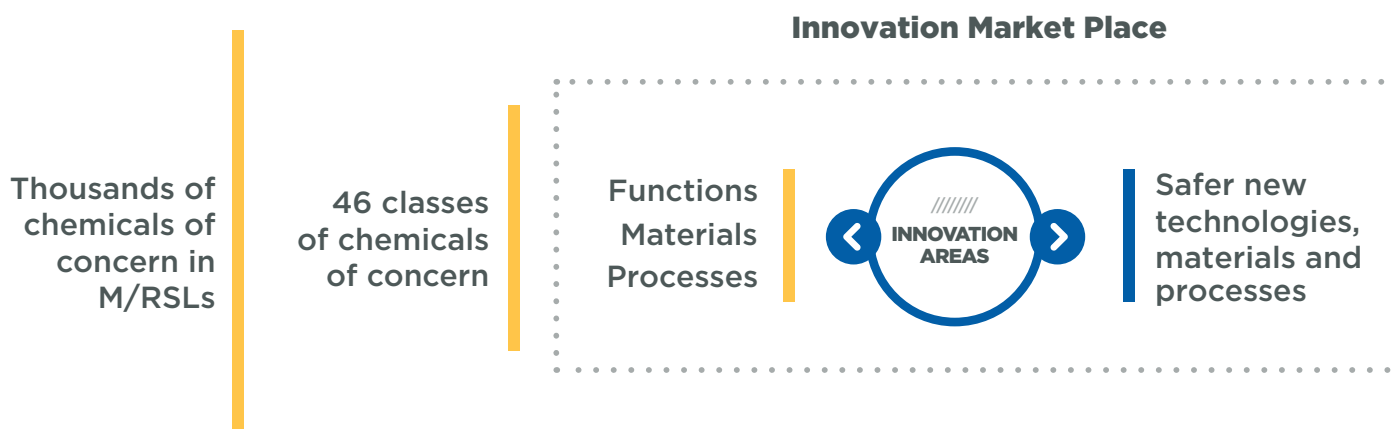 Innovation Market Place
Thousands of
chemicals of
concern in
M/RSLs
46 classes
of chemicals
of concern
Functions
Materials
Processes
INNOVATION
AREAS
Safer new
technologies,
materials and
processes